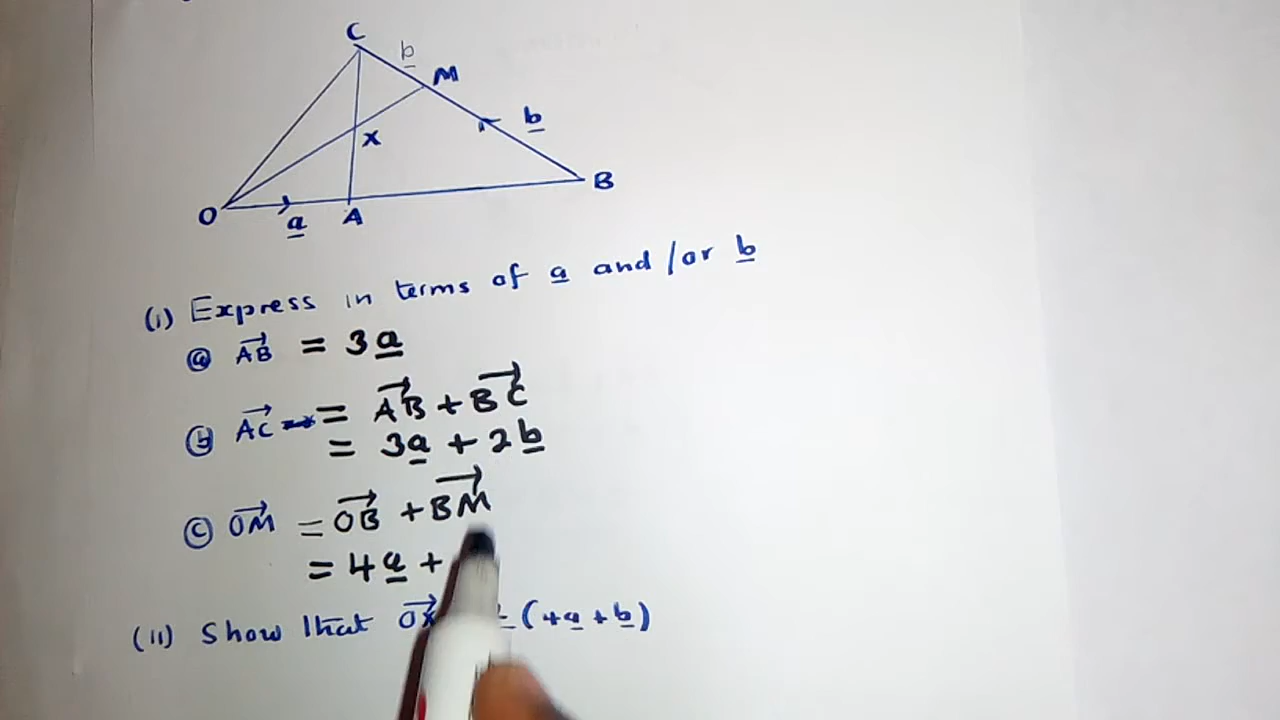 C
b
M
b
X
B
O
a
A
(i) Express in terms of a and/or b
(a) AB = 3a
(b) AC = AB + BC
= 3a + 2b
(c) OM = OB + BM
= 4a +
(ii) Show that OX (4a + b)